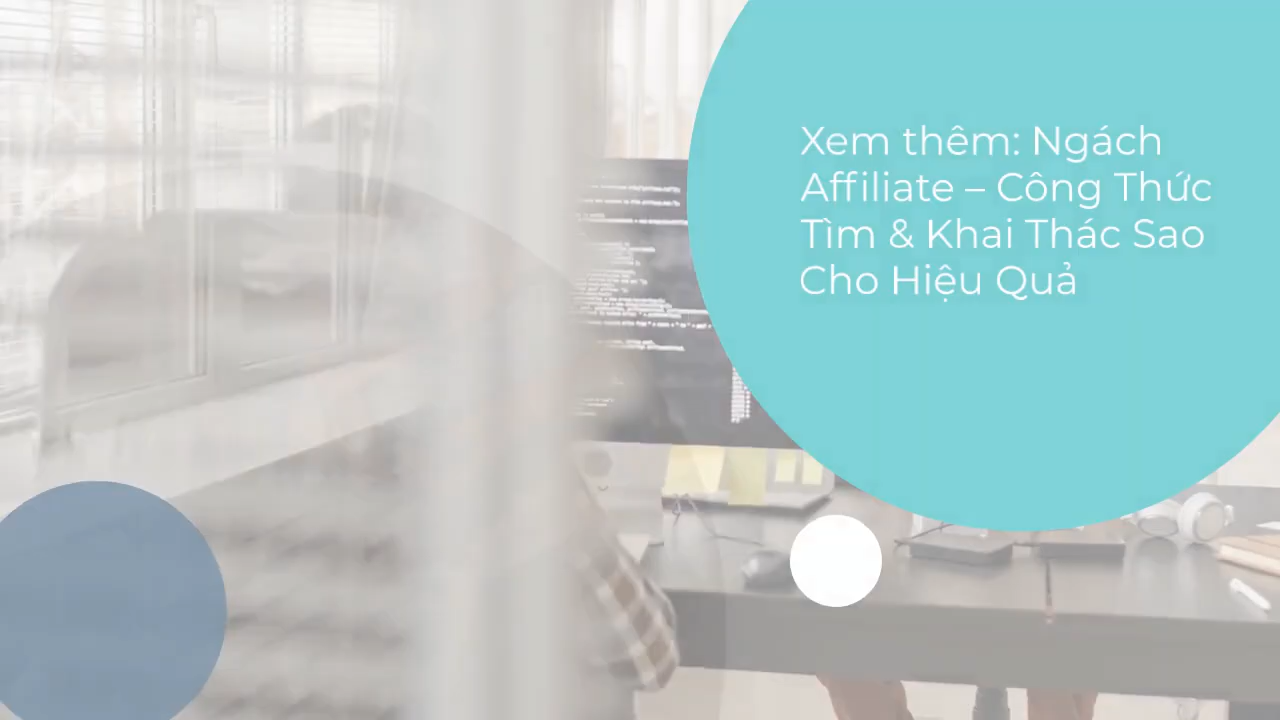 Xem thêm: Ngách
Affiliate – Công Thức
Tìm & Khai Thác Sao
Cho Hiệu Quả